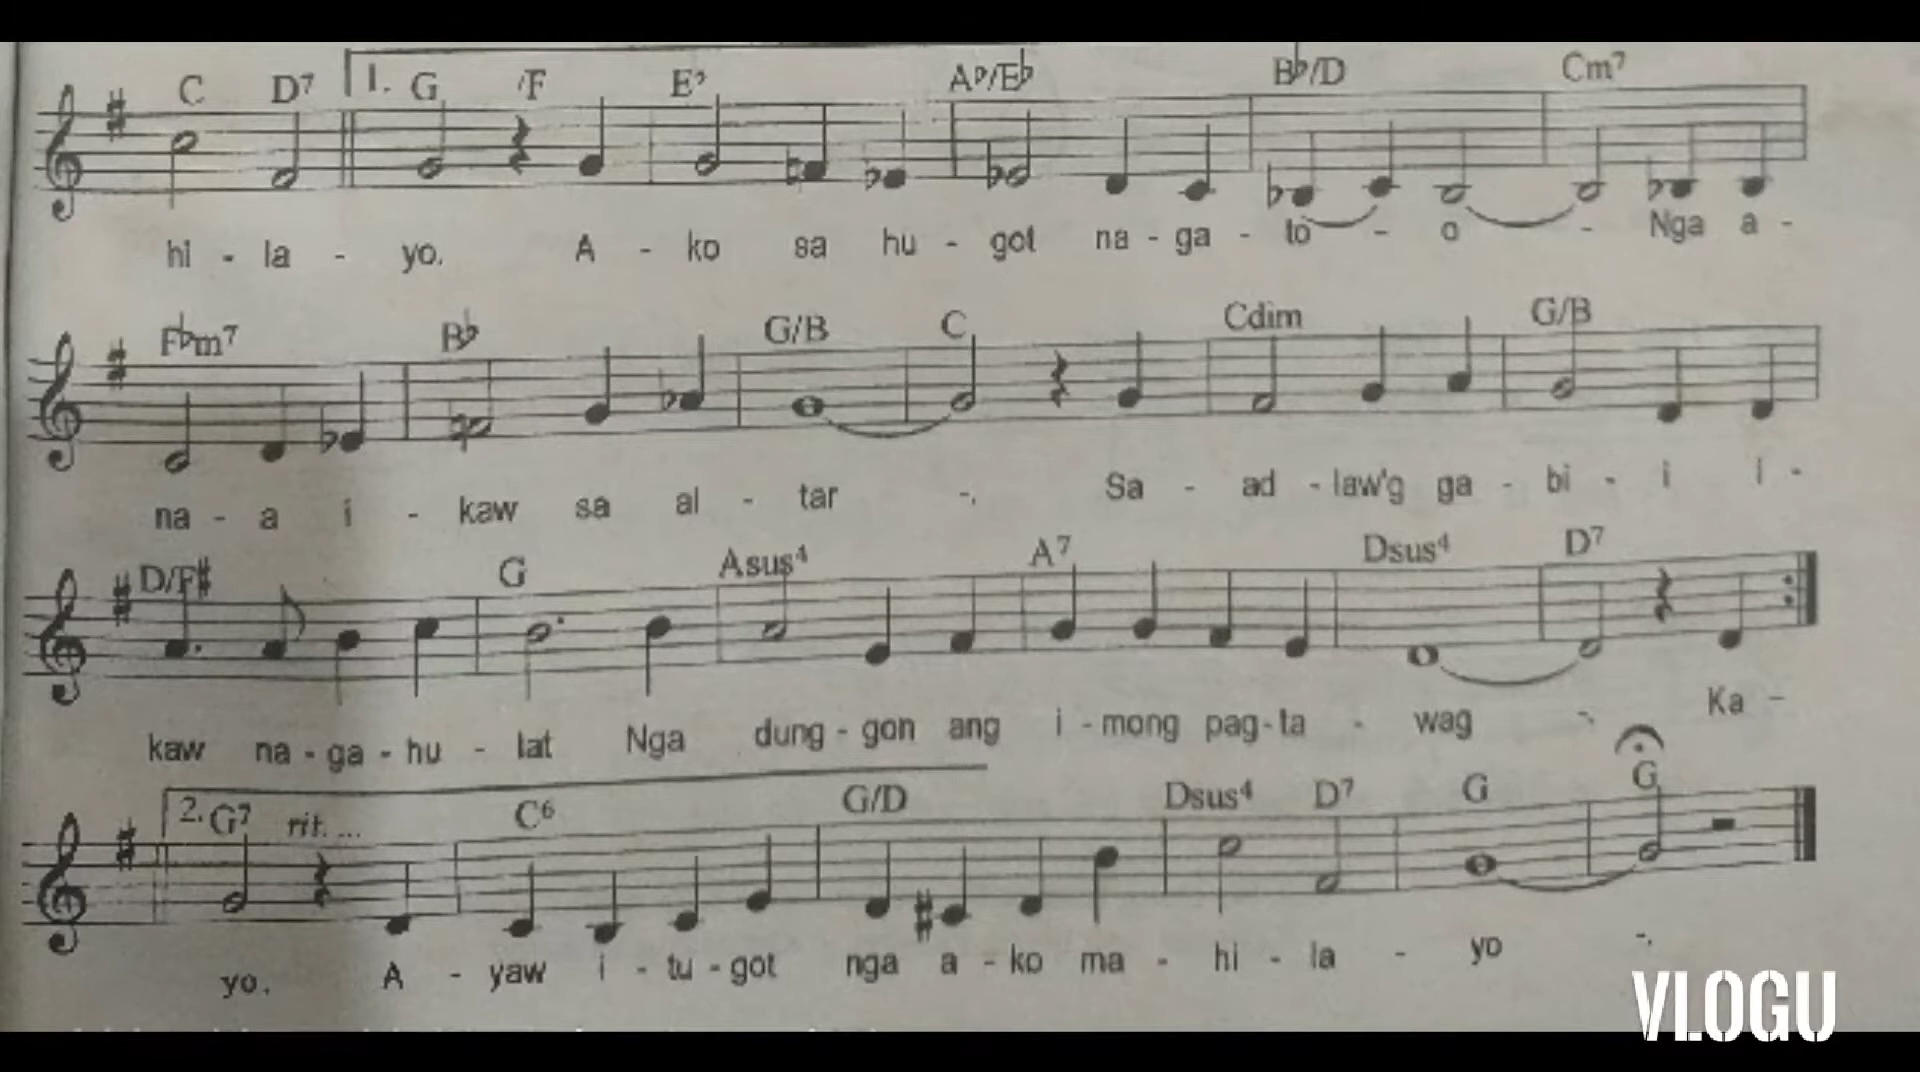 C D7 1. G /F E♭ A♭/E♭ B♭/D Cm7
hi - la - yo. A - ko sa hu - got na - ga - to - o - Nga a -
Fbm7 B♭ G/B C Cdim G/B
na - a i - kaw sa al - tar -. Sa - ad - law'g ga - bi - i i -
D/F# G Asus4 A7 Dsus4 D7
kaw na - ga - hu - lat Nga dung - gon ang i - mong pag - ta - wag -. Ka -
2. G7 rit. ... C6 G/D Dsus4 D7 G G
yo. A - yaw i - tu - got nga a - ko ma - hi - la - yo -.
VLOGU